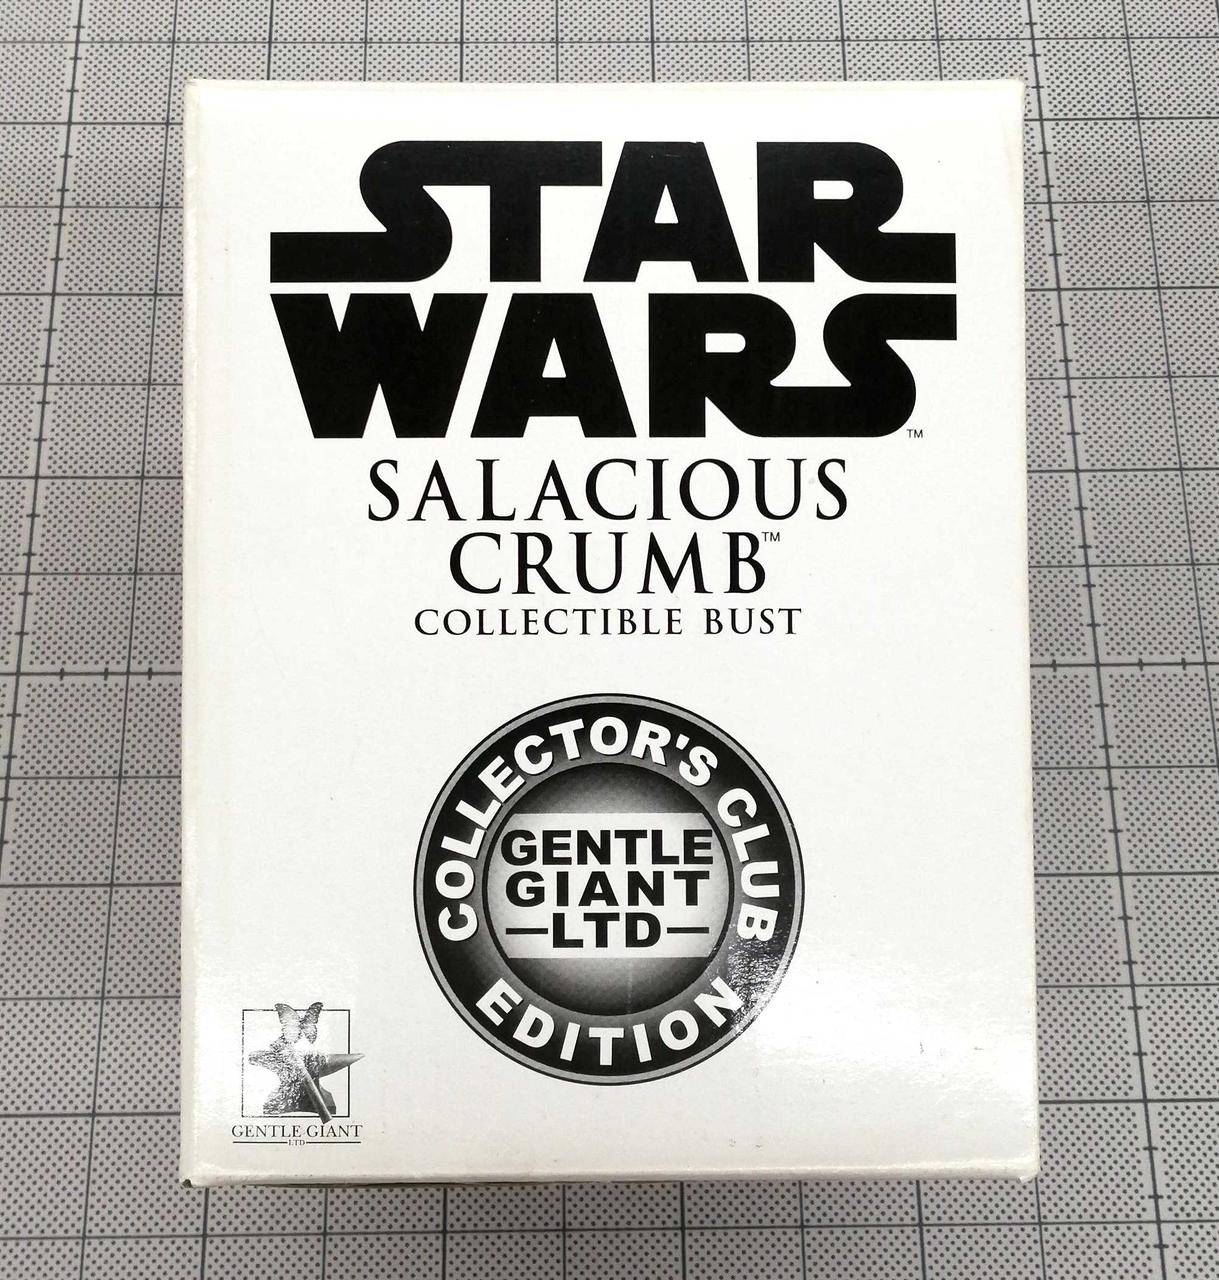 STAR
WARS™
SALACIOUS
CRUMB™
COLLECTIBLE BUST
COLLECTOR'S CLUB
GENTLE
GIANT
—LTD—
EDITION
GENTLE GIANT
LTD